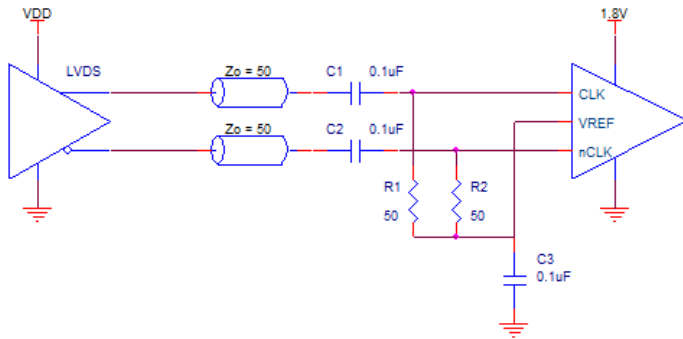 VDD
1.8V
LVDS
Zo = 50
C1
0.1uF
CLK
Zo = 50
C2
0.1uF
VREF
nCLK
R1
50
R2
50
C3
0.1uF